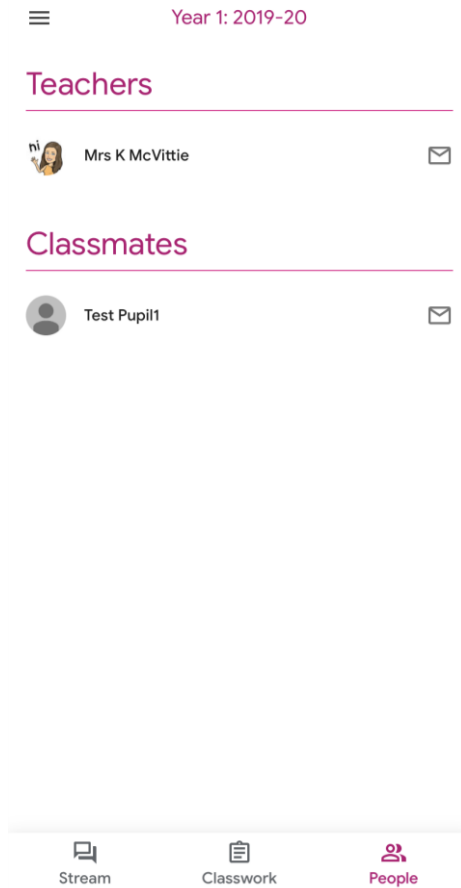 Year 1: 2019-20
Teachers
hi
Mrs K McVittie
Classmates
Test Pupil1
Stream
Classwork
People